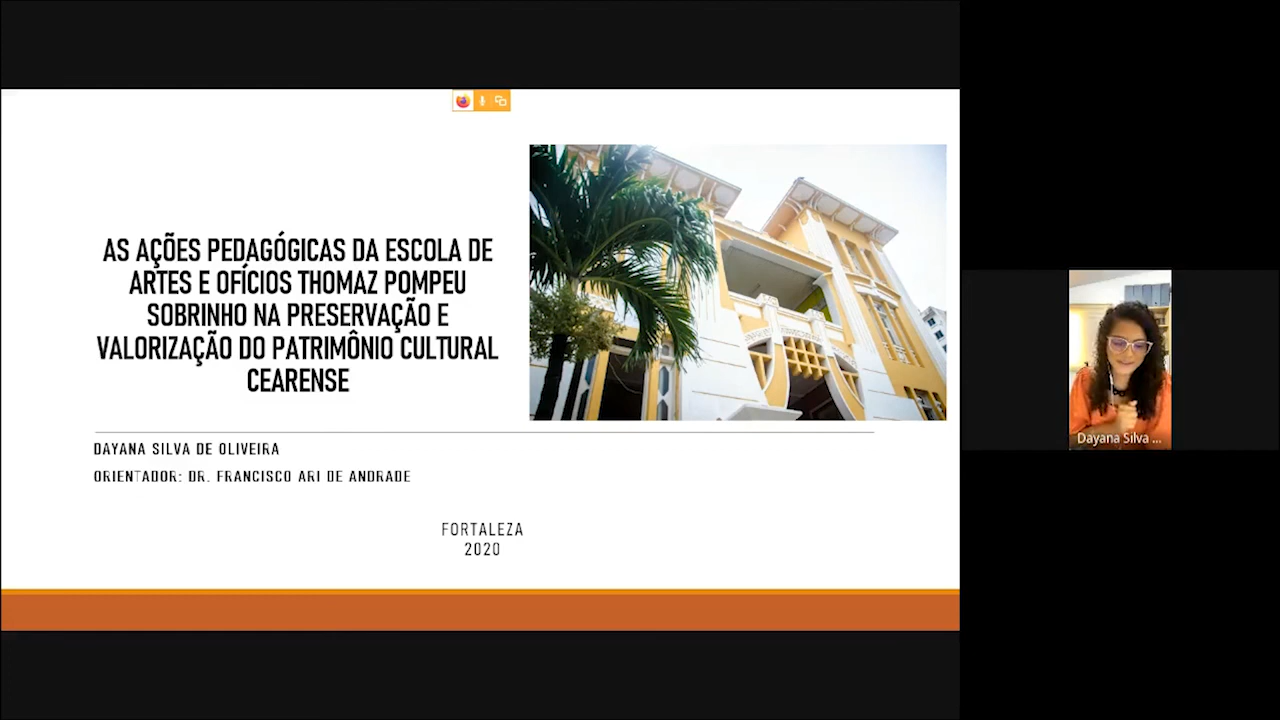 AS AÇÕES PEDAGÓGICAS DA ESCOLA DE
ARTES E OFÍCIOS THOMAZ POMPEU
SOBRINHO NA PRESERVAÇÃO E
VALORIZAÇÃO DO PATRIMÔNIO CULTURAL
CEARENSE
DAYANA SILVA DE OLIVEIRA
ORIENTADOR: DR. FRANCISCO ARI DE ANDRADE
FORTALEZA
2020
Dayana Silva ...